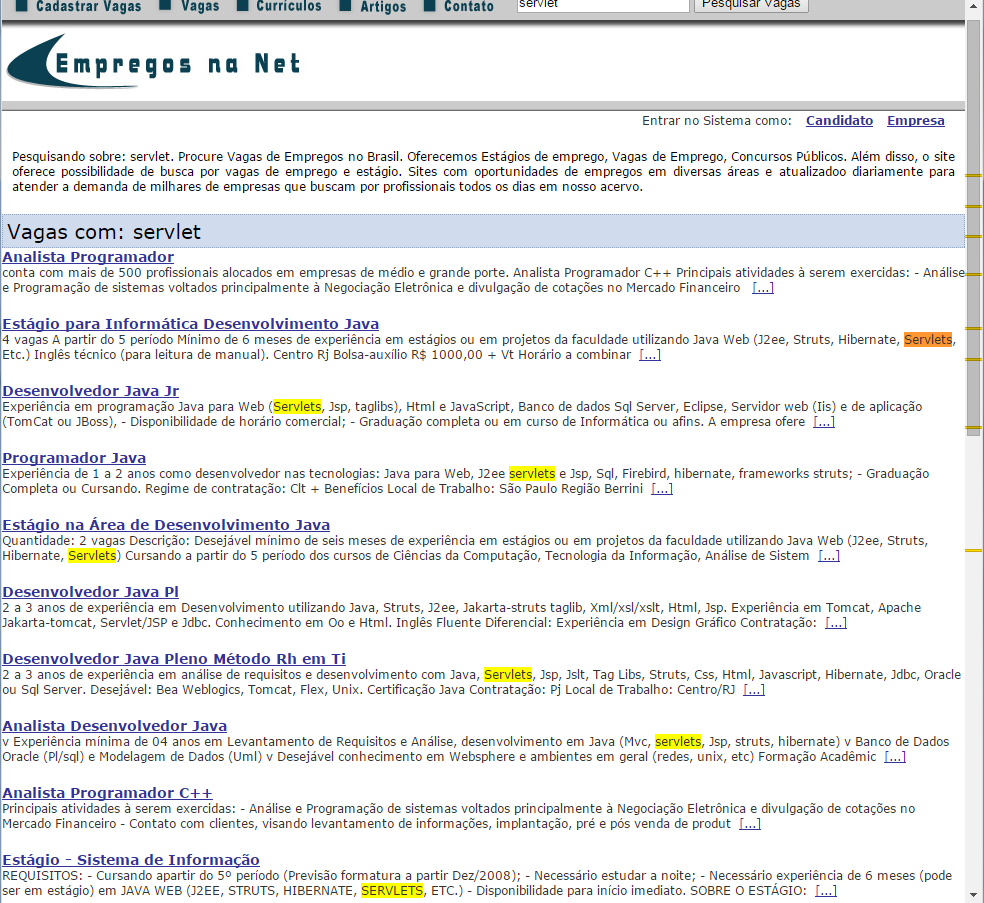 Cadastrar Vagas Vagas Currículos Artigos Contato servlet Pesquisar Vagas
Empregos na Net
Entrar no Sistema como: Candidato Empresa
Pesquisando sobre: servlet. Procure Vagas de Empregos no Brasil. Oferecemos Estágios de emprego, Vagas de Emprego, Concursos Públicos. Além disso, o site
oferece possibilidade de busca por vagas de emprego e estágio. Sites com oportunidades de empregos em diversas áreas e atualizadoo diariamente para
atender a demanda de milhares de empresas que buscam por profissionais todos os dias em nosso acervo.
Vagas com: servlet
Analista Programador
conta com mais de 500 profissionais alocados em empresas de médio e grande porte. Analista Programador C++ Principais atividades à serem exercidas: - Análise
e Programação de sistemas voltados principalmente à Negociação Eletrônica e divulgação de cotações no Mercado Financeiro [...]
Estágio para Informática Desenvolvimento Java
4 vagas A partir do 5 período Mínimo de 6 meses de experiência em estágios ou em projetos da faculdade utilizando Java Web (J2ee, Struts, Hibernate, Servlets,
Etc.) Inglês técnico (para leitura de manual). Centro Rj Bolsa-auxílio R$ 1000,00 + Vt Horário a combinar [...]
Desenvolvedor Java Jr
Experiência em programação Java para Web (Servlets, Jsp, taglibs), Html e JavaScript, Banco de dados Sql Server, Eclipse, Servidor web (Iis) e de aplicação
(TomCat ou JBoss), - Disponibilidade de horário comercial; - Graduação completa ou em curso de Informática ou afins. A empresa ofere [...]
Programador Java
Experiência de 1 a 2 anos como desenvolvedor nas tecnologias: Java para Web, J2ee servlets e Jsp, Sql, Firebird, hibernate, frameworks struts; - Graduação
Completa ou Cursando. Regime de contratação: Clt + Benefícios Local de Trabalho: São Paulo Região Berrini [...]
Estágio na Área de Desenvolvimento Java
Quantidade: 2 vagas Descrição: Desejável mínimo de seis meses de experiência em estágios ou em projetos da faculdade utilizando Java Web (J2ee, Struts,
Hibernate, Servlets) Cursando a partir do 5 período dos cursos de Ciências da Computação, Tecnologia da Informação, Análise de Sistem [...]
Desenvolvedor Java Pl
2 a 3 anos de experiência em Desenvolvimento utilizando Java, Struts, J2ee, Jakarta-struts taglib, Xml/xsl/xslt, Html, Jsp. Experiência em Tomcat, Apache
Jakarta-tomcat, Servlet/JSP e Jdbc. Conhecimento em Oo e Html. Inglês Fluente Diferencial: Experiência em Design Gráfico Contratação: [...]
Desenvolvedor Java Pleno Método Rh em Ti
2 a 3 anos de experiência em análise de requisitos e desenvolvimento com Java, Servlets, Jsp, Jslt, Tag Libs, Struts, Css, Html, Javascript, Hibernate, Jdbc, Oracle
ou Sql Server. Desejável: Bea Weblogics, Tomcat, Flex, Unix. Certificação Java Contratação: Pj Local de Trabalho: Centro/RJ [...]
Analista Desenvolvedor Java
v Experiência mínima de 04 anos em Levantamento de Requisitos e Análise, desenvolvimento em Java (Mvc, servlets, Jsp, struts, hibernate) v Banco de Dados
Oracle (Pl/sql) e Modelagem de Dados (Uml) v Desejável conhecimento em Websphere e ambientes em geral (redes, unix, etc) Formação Acadêmic [...]
Analista Programador C++
Principais atividades à serem exercidas: - Análise e Programação de sistemas voltados principalmente à Negociação Eletrônica e divulgação de cotações no
Mercado Financeiro - Contato com clientes, visando levantamento de informações, implantação, pré e pós venda de produt [...]
Estágio - Sistema de Informação
REQUISITOS: - Cursando apartir do 5º período (Previsão formatura a partir Dez/2008); - Necessário estudar a noite; - Necessário experiência de 6 meses (pode
ser em estágio) em JAVA WEB (J2EE, STRUTS, HIBERNATE, SERVLETS, ETC.) - Disponibilidade para início imediato. SOBRE O ESTÁGIO: [...]